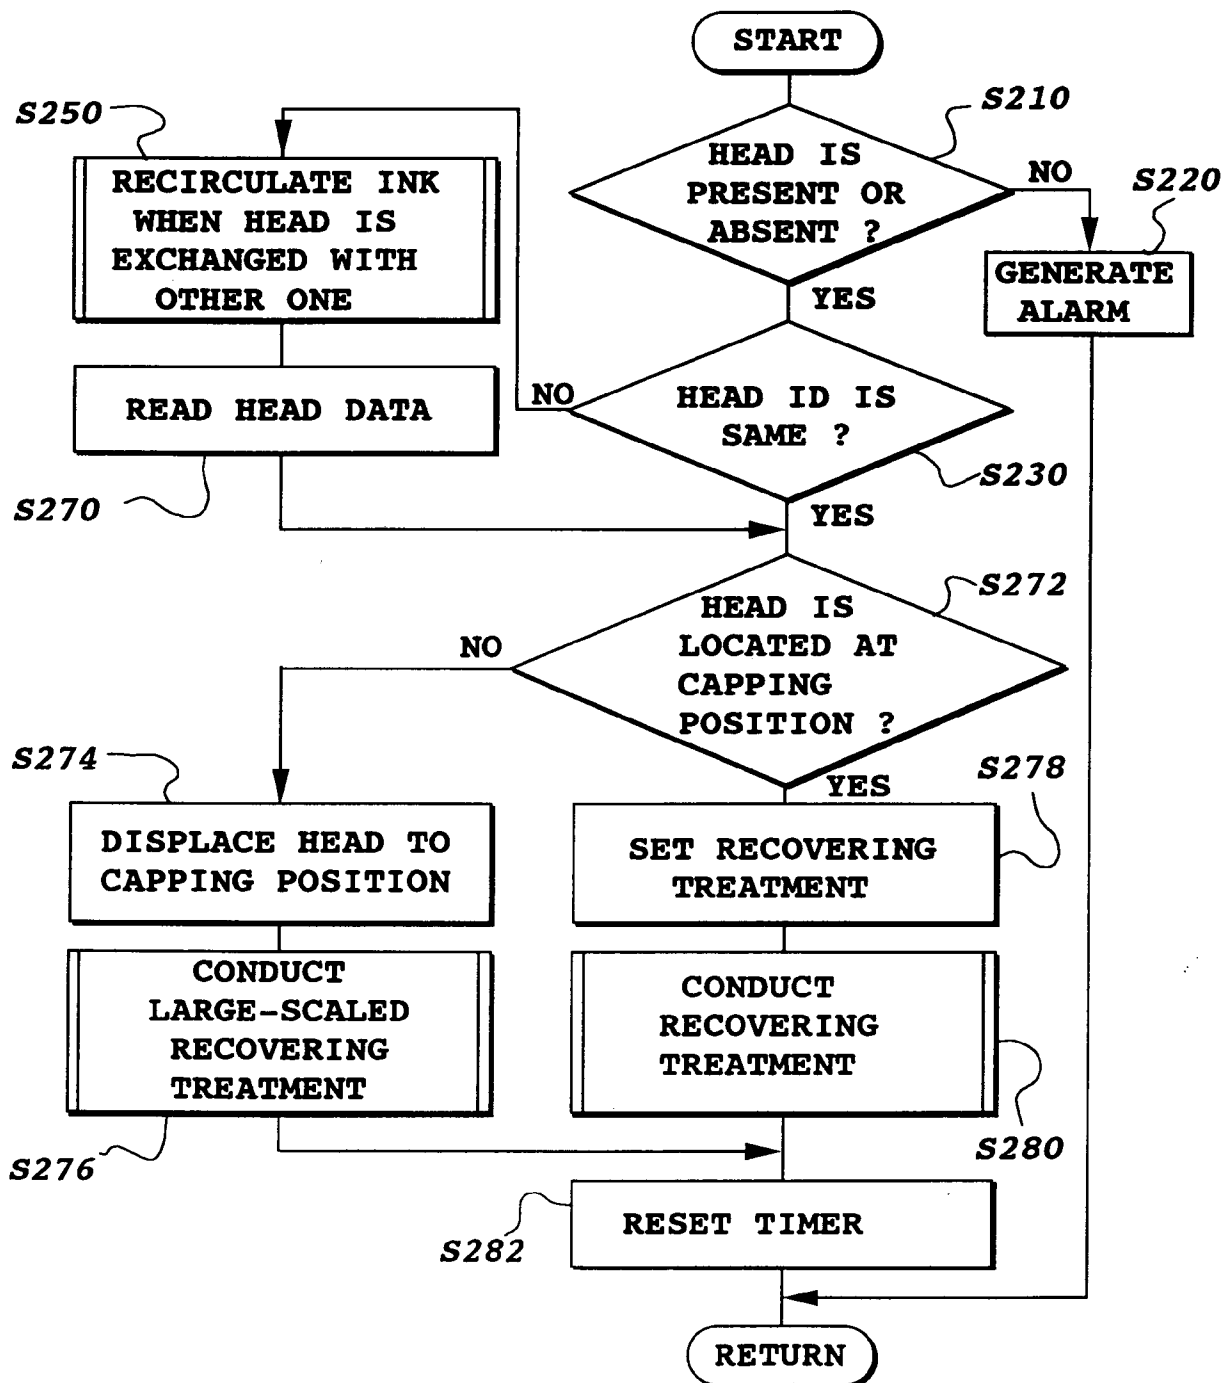 START
S210
HEAD IS
PRESENT OR
ABSENT ?
NO
S220
GENERATE
ALARM
YES
S250
RECIRCULATE INK
WHEN HEAD IS
EXCHANGED WITH
OTHER ONE
READ HEAD DATA
S270
NO
HEAD ID IS
SAME ?
S230
YES
S272
HEAD IS
LOCATED AT
CAPPING
POSITION ?
NO
YES
S274
DISPLACE HEAD TO
CAPPING POSITION
S278
SET RECOVERING
TREATMENT
CONDUCT
LARGE-SCALED
RECOVERING
TREATMENT
S276
CONDUCT
RECOVERING
TREATMENT
S280
RESET TIMER
S282
RETURN